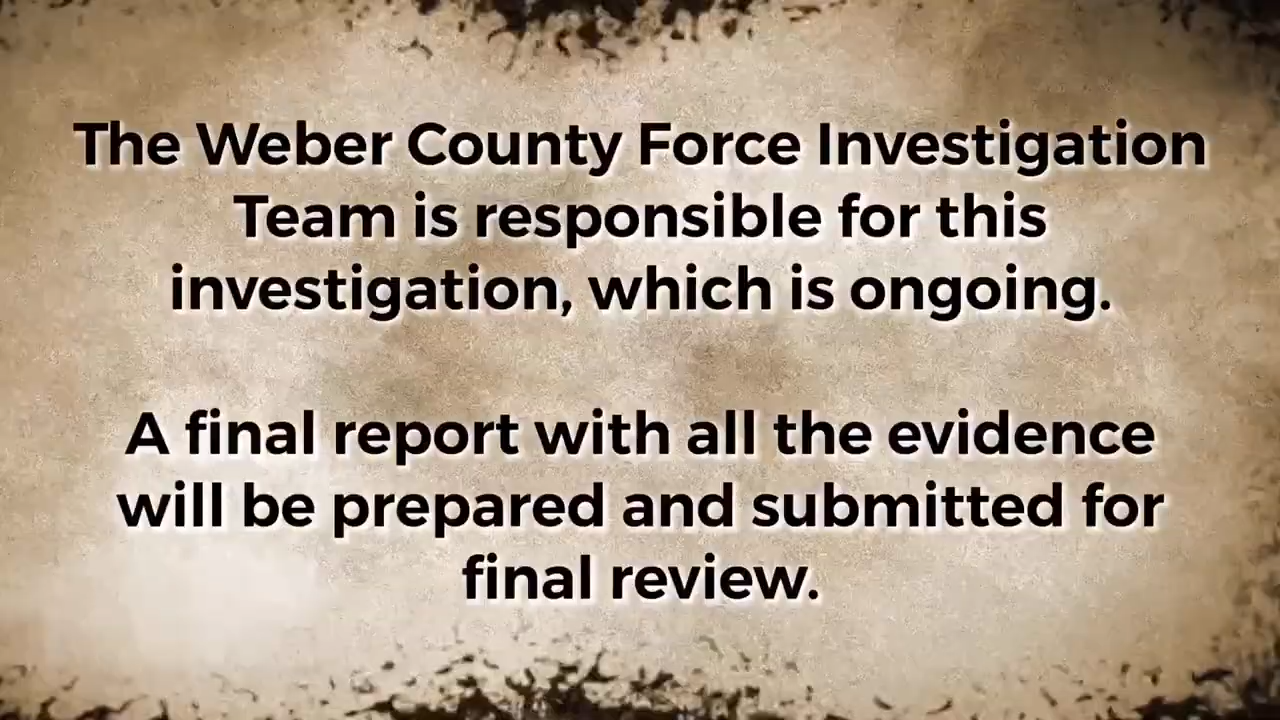 The Weber County Force Investigation
Team is responsible for this
investigation, which is ongoing.
A final report with all the evidence
will be prepared and submitted for
final review.